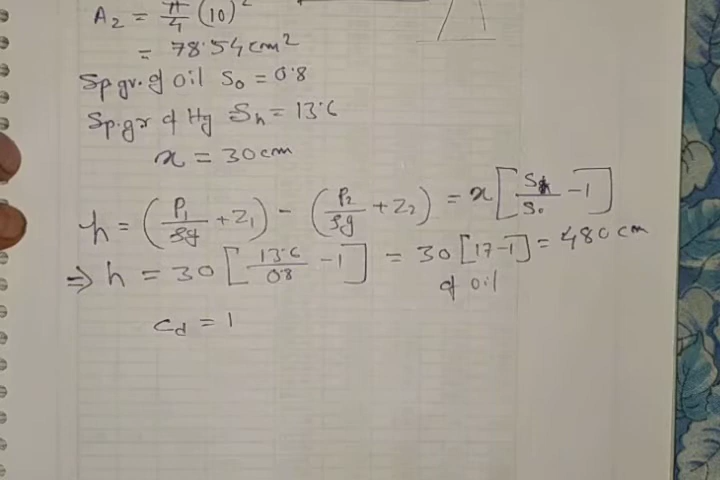 A₂ = π/4 (10)²
= 78.54 cm²
Sp.gr. of oil S₀ = 0.8
Sp.gr of Hg Sₕ = 13.6
x = 30 cm
h = (P₁/ρg + Z₁) - (P₂/ρg + Z₂) = x [Sₕ/S₀ - 1]
⇒ h = 30 [13.6/0.8 - 1] = 30 [17-1] = 480 cm
of oil
Cd = 1